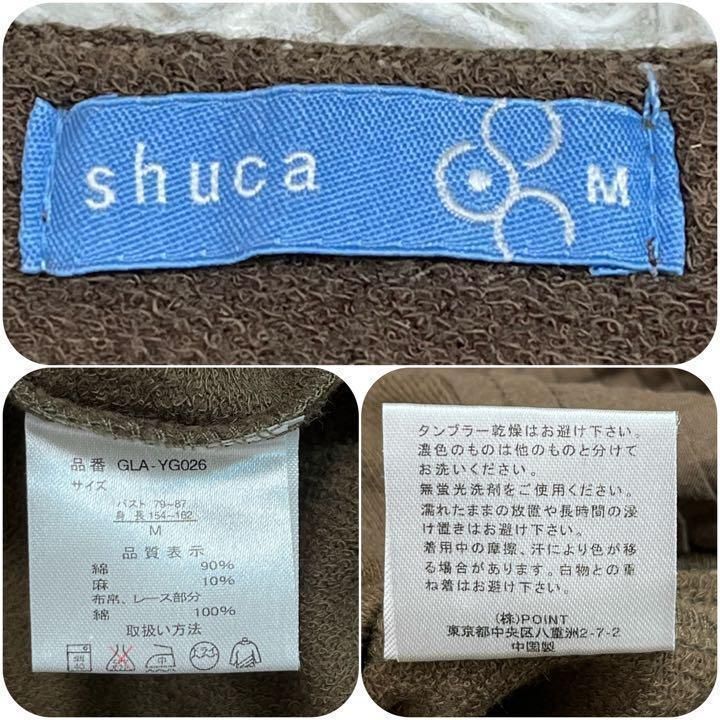 shuca
M
品番 GLA-YG026
サイズ
バスト 79~87
身長 154~162
M
品質表示
綿 90%
麻 10%
布帛、レース部分
綿 100%
取扱い方法
タンブラー乾燥はお避け下さい。
濃色のものは他のものと分けて
お洗いください。
無蛍光洗剤をご使用ください。
濡れたままの放置や長時間の浸
け置きはお避け下さい。
着用中の摩擦、汗により色が移
る場合があります。白物との重
ね着はお避け下さい。
(株)POINT
東京都中央区八重洲2-7-2
中国製